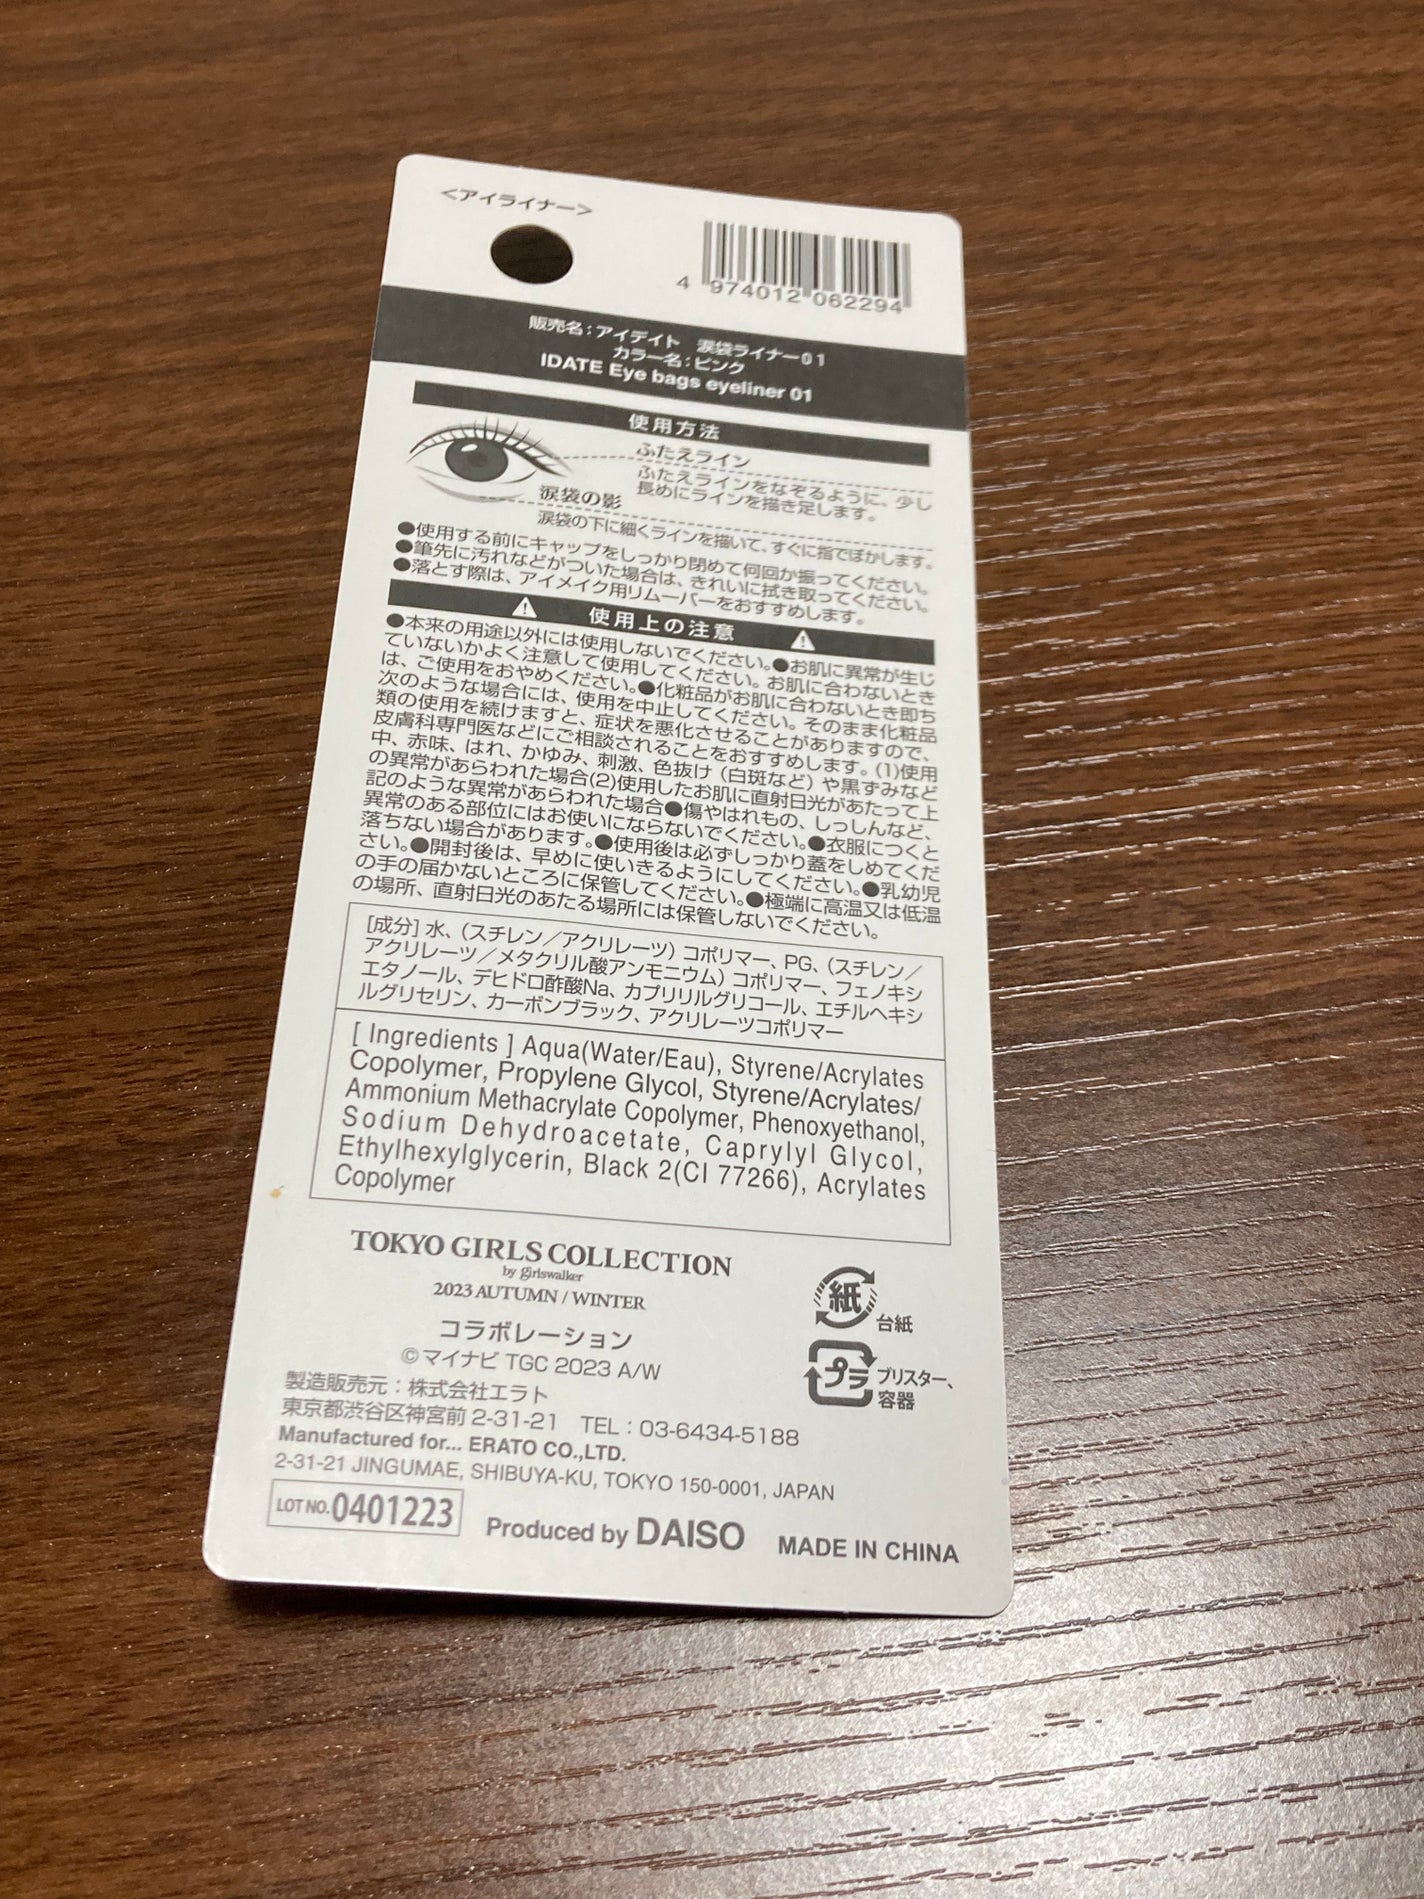 <アイライナー>
4 974012 062294
販売名:アイデイト 涙袋ライナー01
カラー名:ピンク
IDATE Eye bags eyeliner 01
使用方法
ふたえライン
ふたえラインをなぞるように、少し
長めにラインを描き足します。
涙袋の影
涙袋の下に細くラインを描いて、すぐに指でぼかします。
●使用する前にキャップをしっかり閉めて何回か振ってください。
●筆先に汚れなどがついた場合は、きれいに拭き取ってください。
●落とす際は、アイメイク用リムーバーをおすすめします。
使用上の注意
●本来の用途以外には使用しないでください。●お肌に異常が生じ
ていないかよく注意して使用してください。お肌に合わないとき
は、ご使用をおやめください。●化粧品がお肌に合わないとき即ち
次のような場合には、使用を中止してください。そのまま化粧品
類の使用を続けますと、症状を悪化させることがありますので、
皮膚科専門医などにご相談されることをおすすめします。(1)使用
中、赤味、はれ、かゆみ、刺激、色抜け(白斑など)や黒ずみなど
の異常があらわれた場合(2)使用したお肌に直射日光があたって上
記のような異常があらわれた場合●傷やはれもの、しっしんなど、
異常のある部位にはお使いにならないでください。●衣服につくと
落ちない場合があります。●使用後は必ずしっかり蓋をしめてくだ
さい。●開封後は、早めに使いきるようにしてください。●乳幼児
の手の届かないところに保管してください。●極端に高温又は低温
の場所、直射日光のあたる場所には保管しないでください。
[成分] 水、(スチレン/アクリレーツ) コポリマー、PG、(スチレン/
アクリレーツ/メタクリル酸アンモニウム) コポリマー、フェノキシ
エタノール、デヒドロ酢酸Na、カプリリルグリコール、エチルヘキシ
ルグリセリン、カーボンブラック、アクリレーツコポリマー
[ Ingredients ] Aqua(Water/Eau), Styrene/Acrylates
Copolymer, Propylene Glycol, Styrene/Acrylates/
Ammonium Methacrylate Copolymer, Phenoxyethanol,
Sodium Dehydroacetate, Caprylyl Glycol,
Ethylhexylglycerin, Black 2(CI 77266), Acrylates
Copolymer
TOKYO GIRLS COLLECTION
by girlswalker
2023 AUTUMN / WINTER
コラボレーション
©マイナビ TGC 2023 A/W
紙 台紙
プラ ブリスター、
容器
製造販売元:株式会社エラト
東京都渋谷区神宮前 2-31-21 TEL:03-6434-5188
Manufactured for... ERATO CO.,LTD.
2-31-21 JINGUMAE, SHIBUYA-KU, TOKYO 150-0001, JAPAN
LOT NO. 0401223 Produced by DAISO MADE IN CHINA